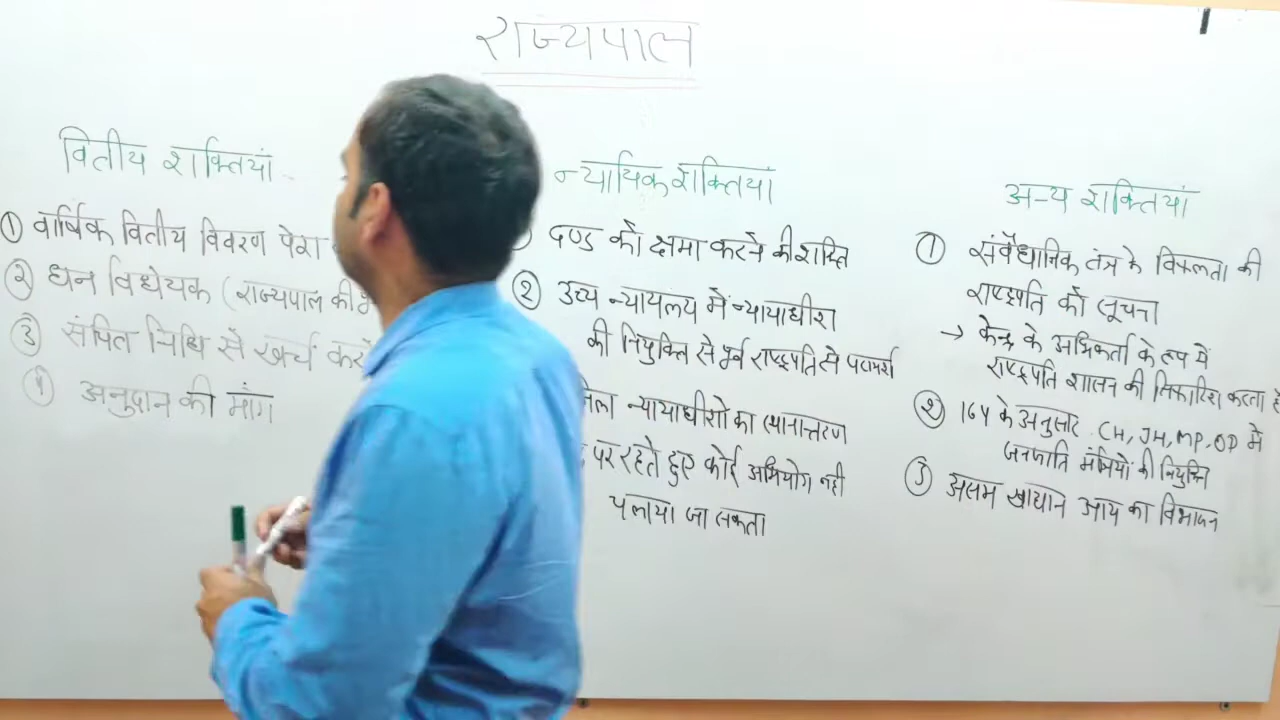 राज्यपाल
वितीय शक्तियां
① वार्षिक वितीय विवरण पेश
② धन विधेयक (राज्यपाल की
③ संचित निधि से खर्च करने
④ अनुदान की मांग
न्यायिक शक्तियां
दण्ड को क्षमा करने की शक्ति
② उच्च न्यायलय में न्यायाधीश
की नियुक्ति से पूर्व राष्ट्रपति से परामर्श
जिला न्यायाधीशों का स्थानान्तरण
पर रहते हुए कोई अभियोग नही
चलाया जा सकता
अन्य शक्तियां
① संवैधानिक तंत्र के विफलता की
राष्ट्रपति को सूचना
→ केन्द्र के अभिकर्ता के रूप में
राष्ट्रपति शासन की सिफारिश करता है
② 164 के अनुसार CH, JH, MP, OD में
जनजाति मंत्रियों की नियुक्ति
③ असम खाधान आय का विभाजन